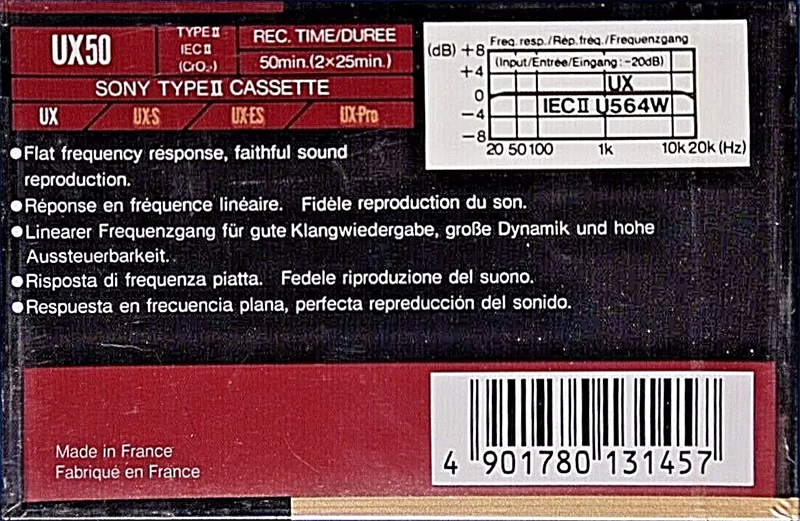 UX50
TYPE II
IEC II
(CrO₂)
REC. TIME/DUREE
50min.(2×25min.)
SONY TYPE II CASSETTE
UX / UX-S / UX-ES / UX-Pro
Freq. resp./Rép. fréq./Frequenzgang
(dB) +8
(Input/Entrée/Eingang: -20dB)
+4
UX
0
IEC II U564W
-4
-8
20 50 100 1k 10k 20k (Hz)
●Flat frequency response, faithful sound
reproduction.
●Réponse en fréquence linéaire. Fidèle reproduction du son.
●Linearer Frequenzgang für gute Klangwiedergabe, große Dynamik und hohe
Aussteuerbarkeit.
●Risposta di frequenza piatta. Fedele riproduzione del suono.
●Respuesta en frecuencia plana, perfecta repreducción del sonido.
Made in France
Fabriqué en France
4 901780 131457